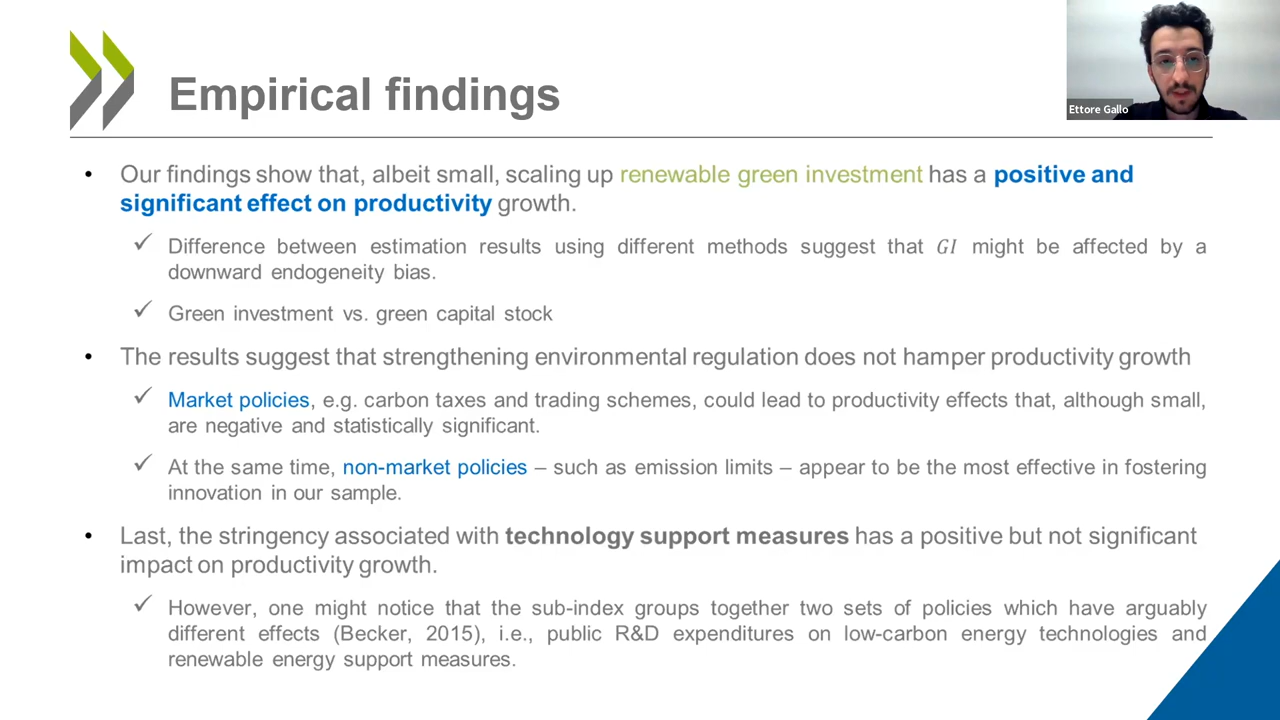 Empirical findings
Ettore Gallo
• Our findings show that, albeit small, scaling up renewable green investment has a positive and
significant effect on productivity growth.
✓ Difference between estimation results using different methods suggest that GI might be affected by a
downward endogeneity bias.
✓ Green investment vs. green capital stock
• The results suggest that strengthening environmental regulation does not hamper productivity growth
✓ Market policies, e.g. carbon taxes and trading schemes, could lead to productivity effects that, although small,
are negative and statistically significant.
✓ At the same time, non-market policies – such as emission limits – appear to be the most effective in fostering
innovation in our sample.
• Last, the stringency associated with technology support measures has a positive but not significant
impact on productivity growth.
✓ However, one might notice that the sub-index groups together two sets of policies which have arguably
different effects (Becker, 2015), i.e., public R&D expenditures on low-carbon energy technologies and
renewable energy support measures.